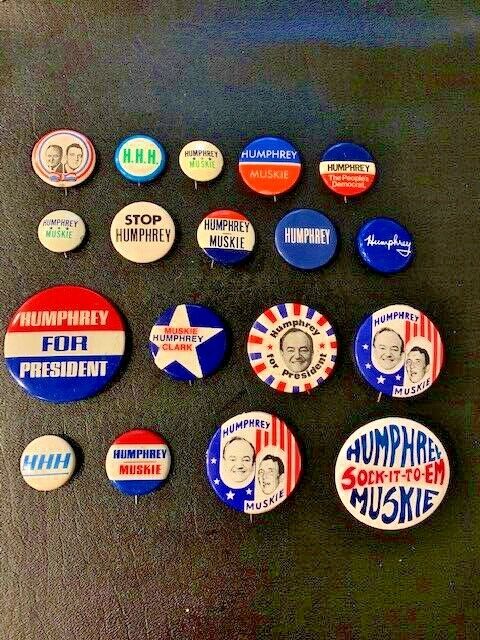 H.H.H.
HUMPHREY
MUSKIE
HUMPHREY
MUSKIE
HUMPHREY
The People's
Democrat.
HUMPHREY
MUSKIE
STOP
HUMPHREY
HUMPHREY
MUSKIE
HUMPHREY
Humphrey
HUMPHREY
FOR
PRESIDENT
MUSKIE
HUMPHREY
CLARK
Humphrey
For President
HUMPHREY
MUSKIE
HHH
HUMPHREY
MUSKIE
HUMPHREY
MUSKIE
HUMPHREY
SOCK-IT-TO-EM
MUSKIE